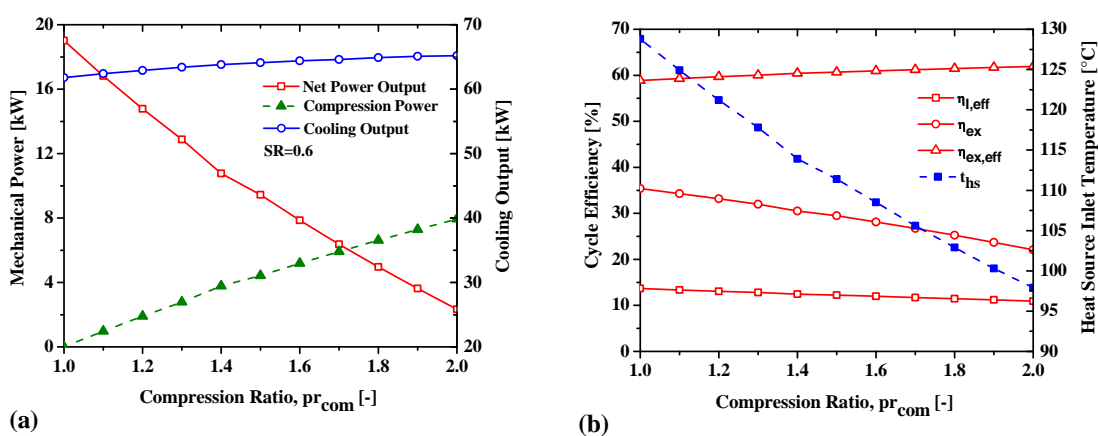 20
16
12
8
4
0
Mechanical Power [kW]
Net Power Output
Compression Power
Cooling Output
SR=0.6
70
60
50
40
30
20
Cooling Output [kW]
1.0 1.2 1.4 1.6 1.8 2.0
Compression Ratio, pr_com [-]
(a)
70
60
50
40
30
20
10
0
Cycle Efficiency [%]
η_I,eff
η_ex
η_ex,eff
t_hs
130
125
120
115
110
105
100
95
90
Heat Source Inlet Temperature [°C]
1.0 1.2 1.4 1.6 1.8 2.0
Compression Ratio, pr_com [-]
(b)